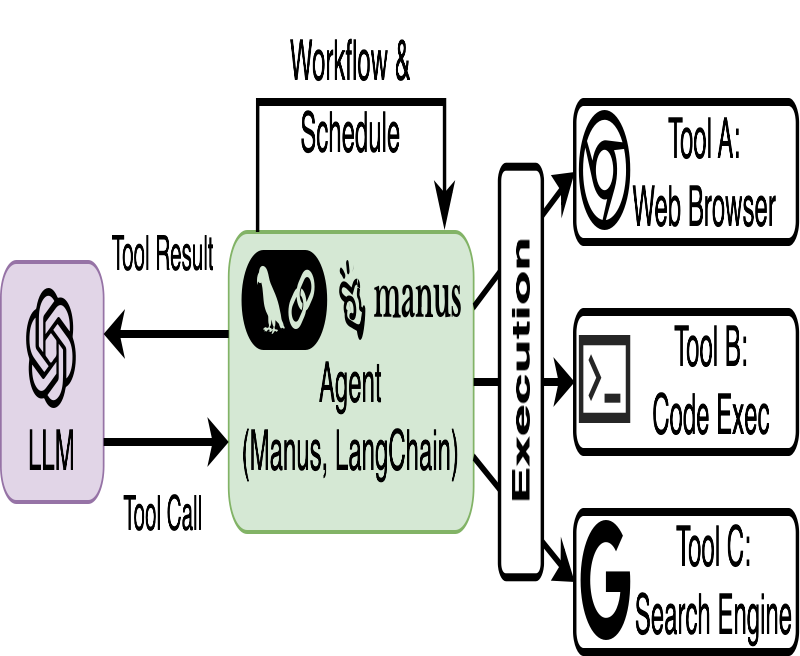 Workflow &
Schedule
Tool Result
LLM
Tool Call
manus
Agent
(Manus, LangChain)
Execution
Tool A:
Web Browser
Tool B:
Code Exec
Tool C:
Search Engine